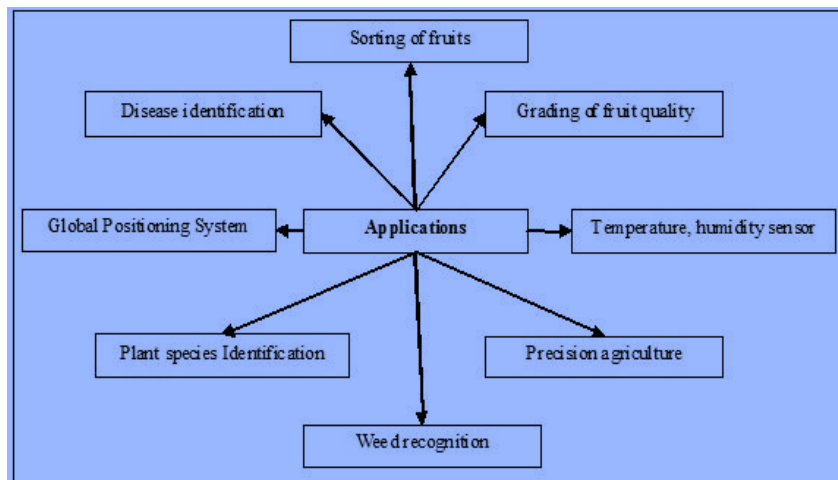 Sorting of fruits
Disease identification
Grading of fruit quality
Global Positioning System
Applications
Temperature, humidity sensor
Plant species Identification
Precision agriculture
Weed recognition